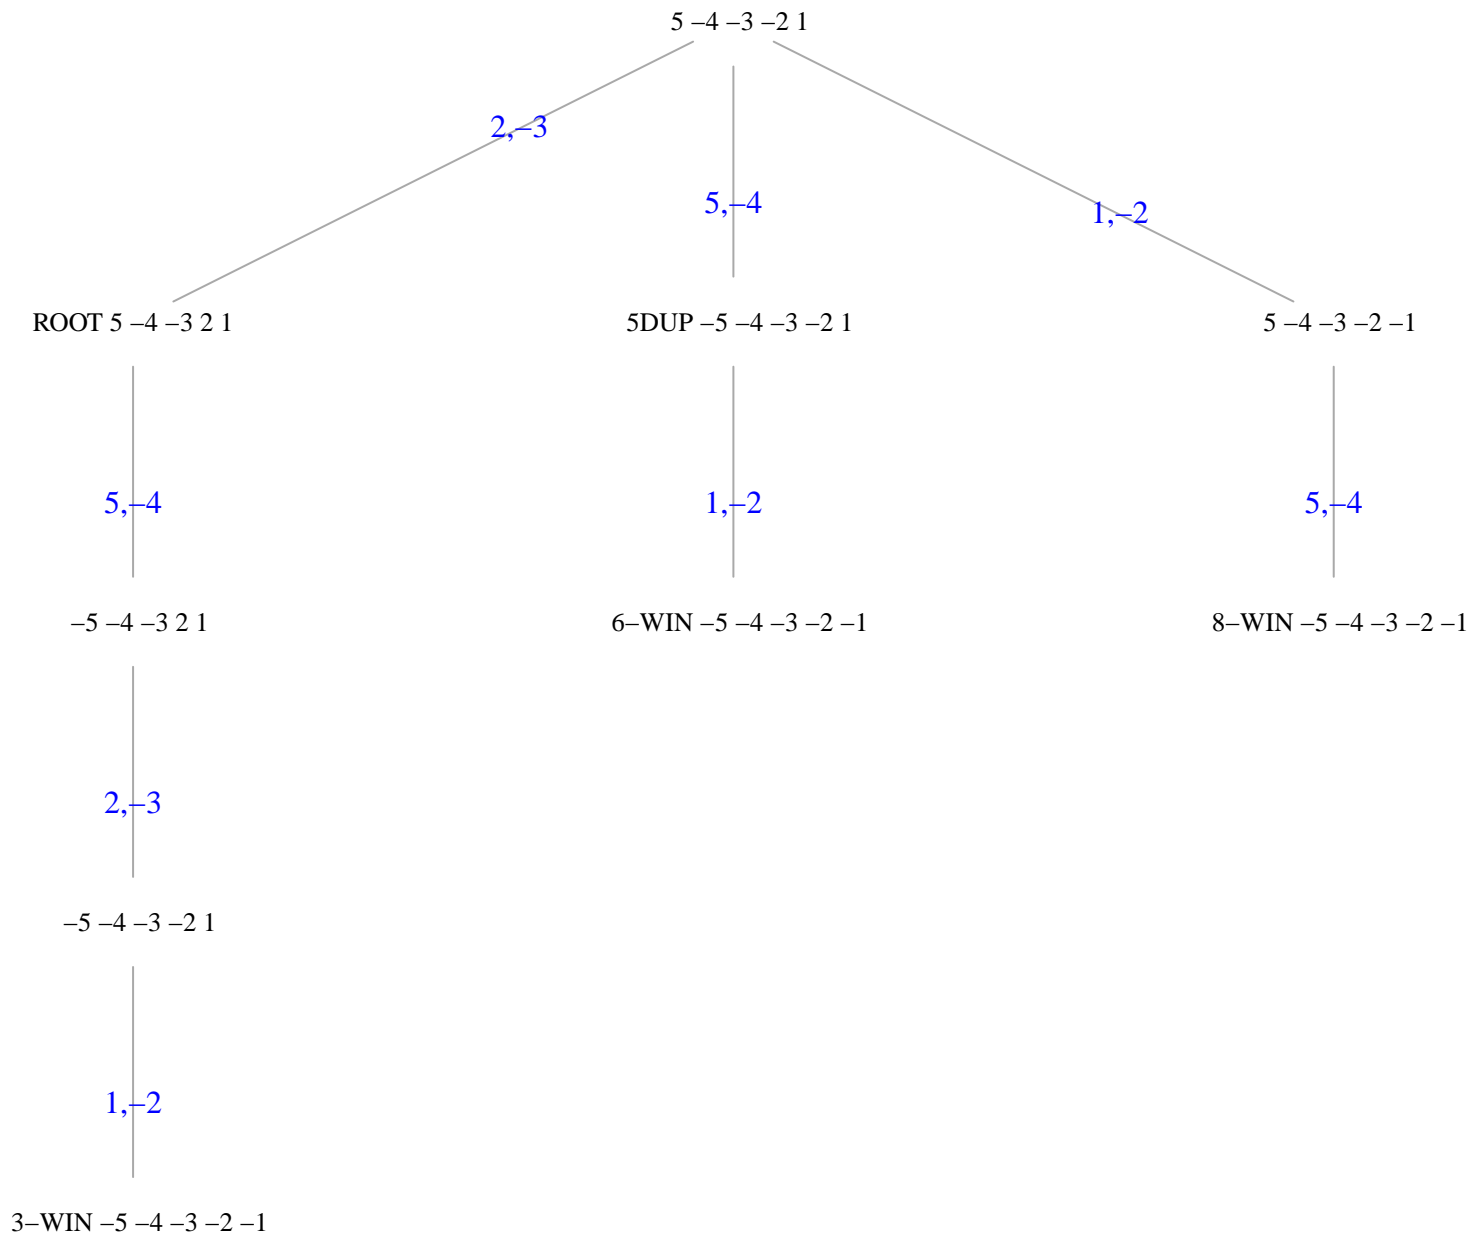 5 –4 –3 –2 1
2,–3
5,–4
1,–2
ROOT 5 –4 –3 2 1
5DUP –5 –4 –3 –2 1
5 –4 –3 –2 –1
5,–4
1,–2
5,–4
–5 –4 –3 2 1
6–WIN –5 –4 –3 –2 –1
8–WIN –5 –4 –3 –2 –1
2,–3
–5 –4 –3 –2 1
1,–2
3–WIN –5 –4 –3 –2 –1